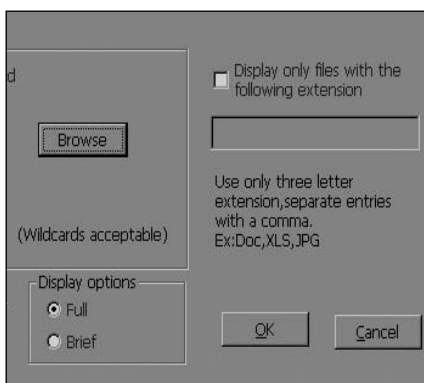 d
Browse
(Wildcards acceptable)
Display options
Full
Brief
Display only files with the
following extension
Use only three letter
extension,separate entries
with a comma.
Ex:Doc,XLS,JPG
OK
Cancel